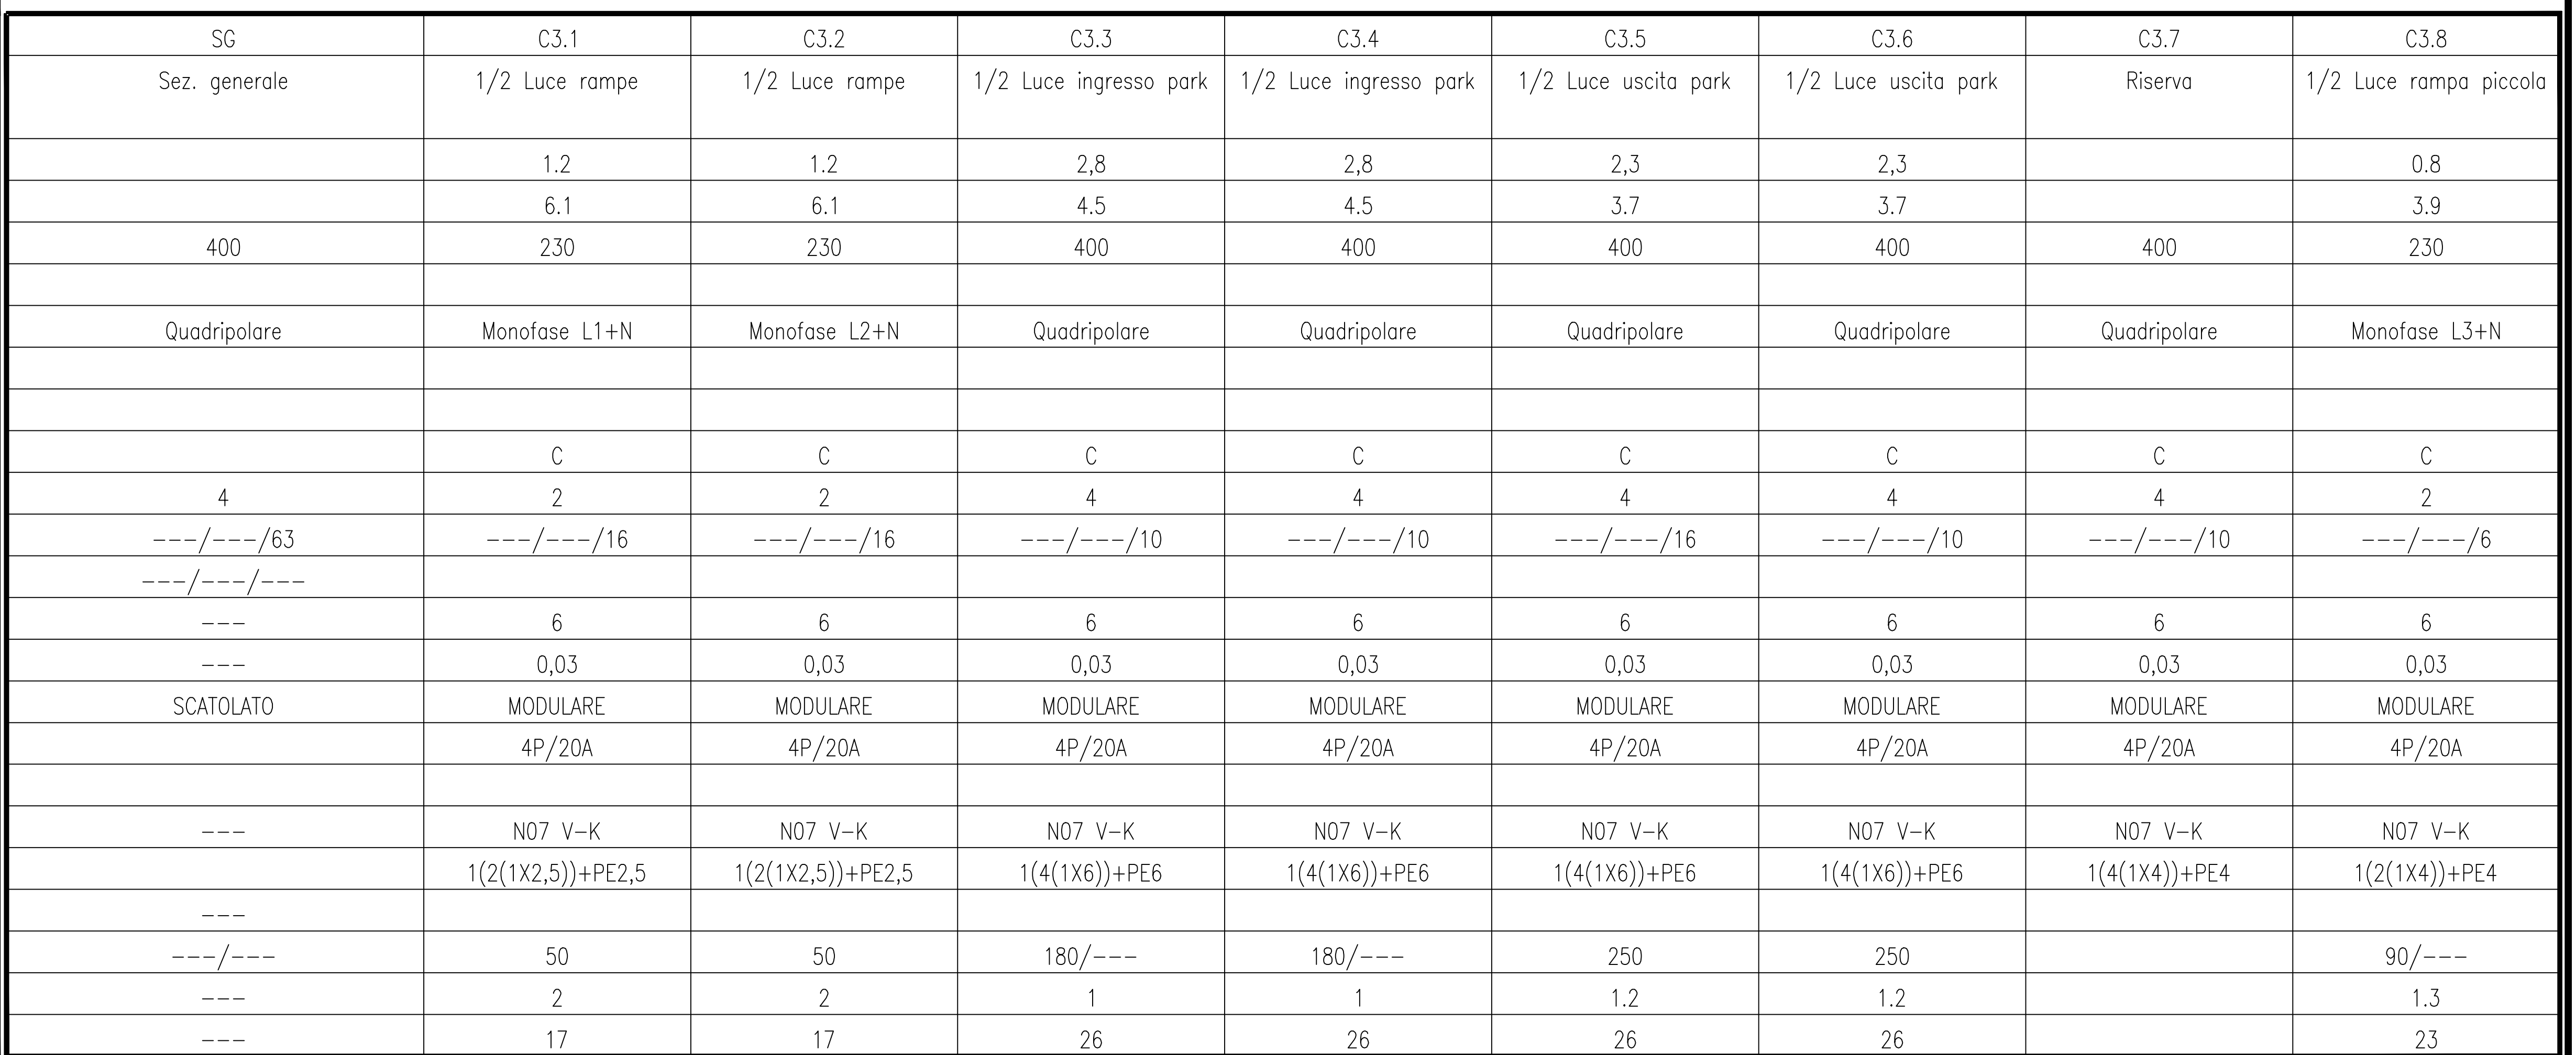 SG C3.1 C3.2 C3.3 C3.4 C3.5 C3.6 C3.7 C3.8
Sez. generale 1/2 Luce rampe 1/2 Luce rampe 1/2 Luce ingresso park 1/2 Luce ingresso park 1/2 Luce uscita park 1/2 Luce uscita park Riserva 1/2 Luce rampa piccola
1.2 1.2 2,8 2,8 2,3 2,3 0.8
6.1 6.1 4.5 4.5 3.7 3.7 3.9
400 230 230 400 400 400 400 400 230
Quadripolare Monofase L1+N Monofase L2+N Quadripolare Quadripolare Quadripolare Quadripolare Quadripolare Monofase L3+N
C C C C C C C C
4 2 2 4 4 4 4 4 2
---/---/63 ---/---/16 ---/---/16 ---/---/10 ---/---/10 ---/---/16 ---/---/10 ---/---/10 ---/---/6
---/---/---
--- 6 6 6 6 6 6 6 6
--- 0,03 0,03 0,03 0,03 0,03 0,03 0,03 0,03
SCATOLATO MODULARE MODULARE MODULARE MODULARE MODULARE MODULARE MODULARE MODULARE
4P/20A 4P/20A 4P/20A 4P/20A 4P/20A 4P/20A 4P/20A 4P/20A
--- N07 V-K N07 V-K N07 V-K N07 V-K N07 V-K N07 V-K N07 V-K N07 V-K
1(2(1X2,5))+PE2,5 1(2(1X2,5))+PE2,5 1(4(1X6))+PE6 1(4(1X6))+PE6 1(4(1X6))+PE6 1(4(1X6))+PE6 1(4(1X4))+PE4 1(2(1X4))+PE4
---
---/--- 50 50 180/--- 180/--- 250 250 90/---
--- 2 2 1 1 1.2 1.2 1.3
--- 17 17 26 26 26 26 23